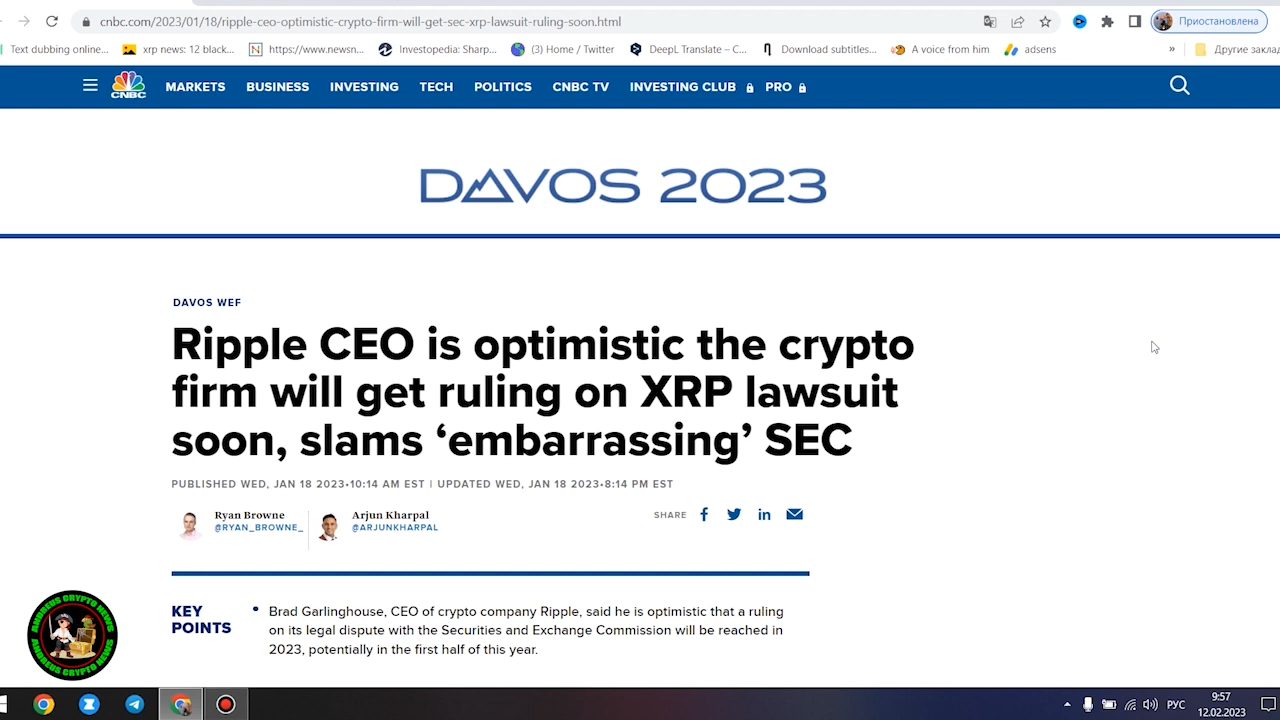 cnbc.com/2023/01/18/ripple-ceo-optimistic-crypto-firm-will-get-sec-xrp-lawsuit-ruling-soon.html
Приостановлена
Text dubbing online...
xrp news: 12 black...
https://www.newsn...
Investopedia: Sharp...
(3) Home / Twitter
DeepL Translate – C...
Download subtitles...
A voice from him
adsens
»
Другие заклад
CNBC
MARKETS
BUSINESS
INVESTING
TECH
POLITICS
CNBC TV
INVESTING CLUB
PRO
DAVOS 2023
DAVOS WEF
Ripple CEO is optimistic the crypto
firm will get ruling on XRP lawsuit
soon, slams ‘embarrassing’ SEC
PUBLISHED WED, JAN 18 2023•10:14 AM EST | UPDATED WED, JAN 18 2023•8:14 PM EST
Ryan Browne
@RYAN_BROWNE_
Arjun Kharpal
@ARJUNKHARPAL
SHARE
KEY
POINTS
• Brad Garlinghouse, CEO of crypto company Ripple, said he is optimistic that a ruling
on its legal dispute with the Securities and Exchange Commission will be reached in
2023, potentially in the first half of this year.
ANDREUS CRYPTO NEWS
ANDREUS CRYPTO NEWS
РУС
9:57
12.02.2023